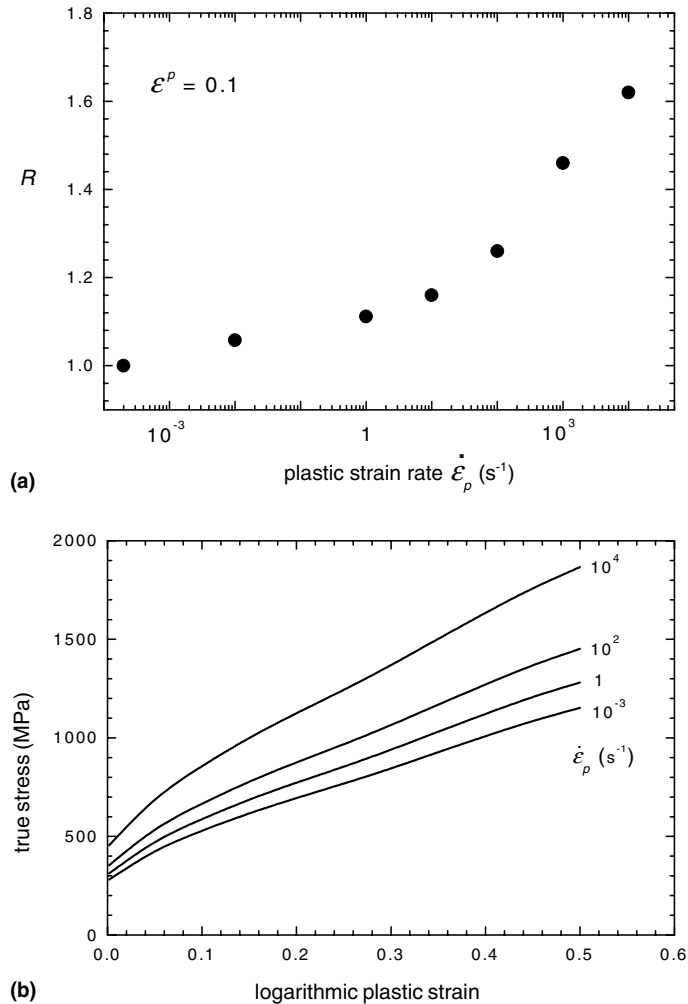 1.8
1.6
1.4
1.2
1.0
R
ℰᵖ = 0.1
10⁻³
1
10³
plastic strain rate ℰ̇ₚ (s⁻¹)
(a)
2000
1500
1000
500
0
true stress (MPa)
10⁴
10²
1
10⁻³
ε̇ₚ (s⁻¹)
0.0 0.1 0.2 0.3 0.4 0.5 0.6
logarithmic plastic strain
(b)